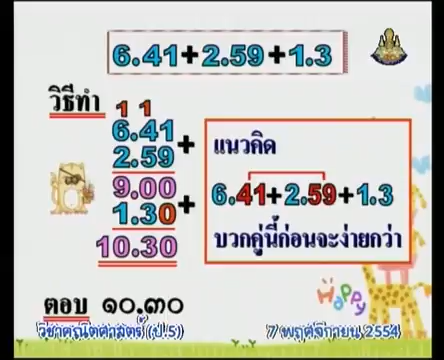 6.41+2.59+1.3
วิธีทำ
1 1
6.41
2.59 +
9.00
1.30 +
10.30
แนวคิด
6.41+2.59+1.3
บวกคู่นี้ก่อนจะง่ายกว่า
ตอบ ๑๐.๓๐
Happy
วิชาคณิตศาสตร์ (ป.5)
7 พฤศจิกายน 2554